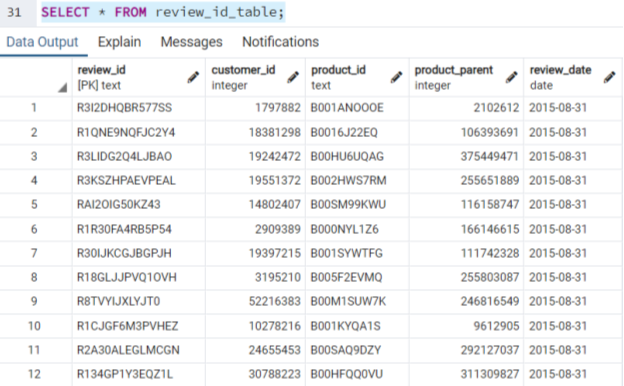 31 SELECT * FROM review_id_table;
Data Output Explain Messages Notifications
review_id customer_id product_id product_parent review_date
[PK] text integer text integer date
1 R3I2DHQBR577SS 1797882 B001ANOOOE 2102612 2015-08-31
2 R1QNE9NQFJC2Y4 18381298 B0016J22EQ 106393691 2015-08-31
3 R3LIDG2Q4LJBAO 19242472 B00HU6UQAG 375449471 2015-08-31
4 R3KSZHPAEVPEAL 19551372 B002HWS7RM 255651889 2015-08-31
5 RAI2OIG50KZ43 14802407 B00SM99KWU 116158747 2015-08-31
6 R1R30FA4RB5P54 2909389 B000NYL1Z6 166146615 2015-08-31
7 R30IJKCGJBGPJH 19397215 B001SYWTFG 111742328 2015-08-31
8 R18GLJJPVQ1OVH 3195210 B005F2EVMQ 255803087 2015-08-31
9 R8TVYIJXLYJT0 52216383 B00M1SUW7K 246816549 2015-08-31
10 R1CJGF6M3PVHEZ 10278216 B001KYQA1S 9612905 2015-08-31
11 R2A30ALEGLMCGN 24655453 B00SAQ9DZY 292127037 2015-08-31
12 R134GP1Y3EQZ1L 30788223 B00HFQQ0VU 311309827 2015-08-31